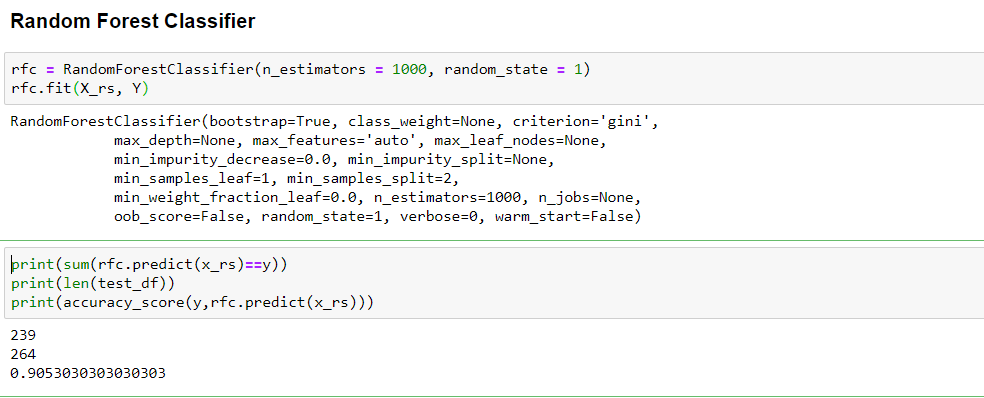 Random Forest Classifier
rfc = RandomForestClassifier(n_estimators = 1000, random_state = 1)
rfc.fit(X_rs, Y)
RandomForestClassifier(bootstrap=True, class_weight=None, criterion='gini',
            max_depth=None, max_features='auto', max_leaf_nodes=None,
            min_impurity_decrease=0.0, min_impurity_split=None,
            min_samples_leaf=1, min_samples_split=2,
            min_weight_fraction_leaf=0.0, n_estimators=1000, n_jobs=None,
            oob_score=False, random_state=1, verbose=0, warm_start=False)
print(sum(rfc.predict(x_rs)==y))
print(len(test_df))
print(accuracy_score(y,rfc.predict(x_rs)))
239
264
0.9053030303030303